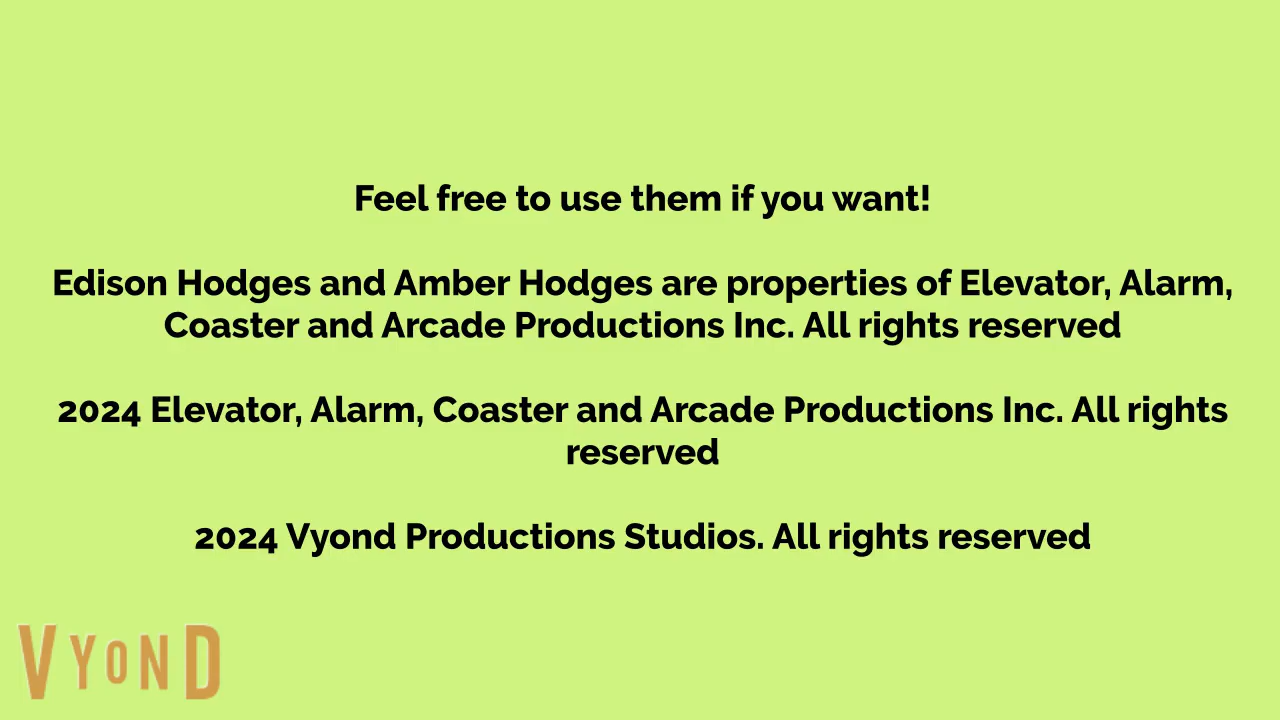 Feel free to use them if you want!
Edison Hodges and Amber Hodges are properties of Elevator, Alarm,
Coaster and Arcade Productions Inc. All rights reserved
2024 Elevator, Alarm, Coaster and Arcade Productions Inc. All rights
reserved
2024 Vyond Productions Studios. All rights reserved
VYOND